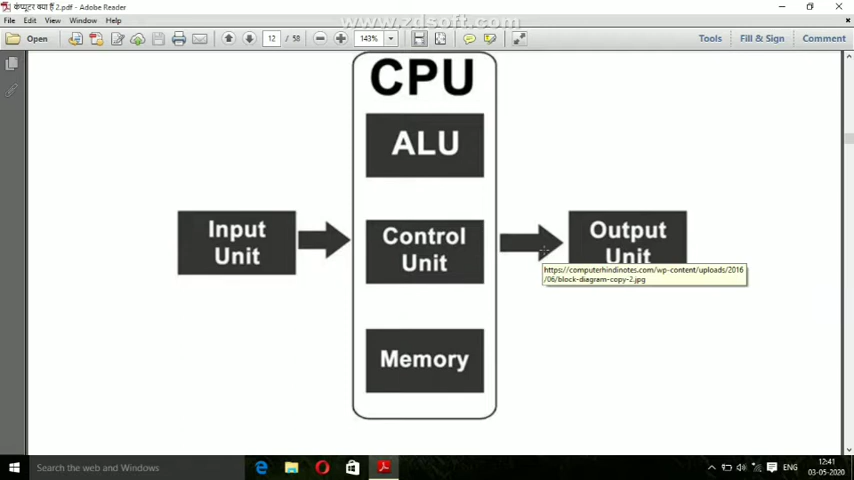 कंप्यूटर क्या हैं 2.pdf - Adobe Reader
www.zdsoft.com
File Edit View Window Help
Open 12 / 58 143% Tools Fill & Sign Comment
CPU
ALU
Input
Unit
Control
Unit
Output
Unit
https://computerhindinotes.com/wp-content/uploads/2016
/06/block-diagram-copy-2.jpg
Memory
Search the web and Windows
ENG
12:41
03-05-2020